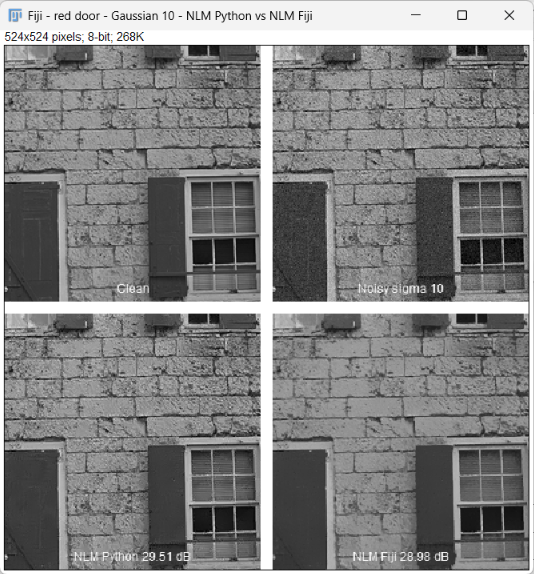 Fiji - red door - Gaussian 10 - NLM Python vs NLM Fiji
524x524 pixels; 8-bit; 268K
Clean
Noisy sigma 10
NLM Python 29.51 dB
NLM Fiji 28.98 dB